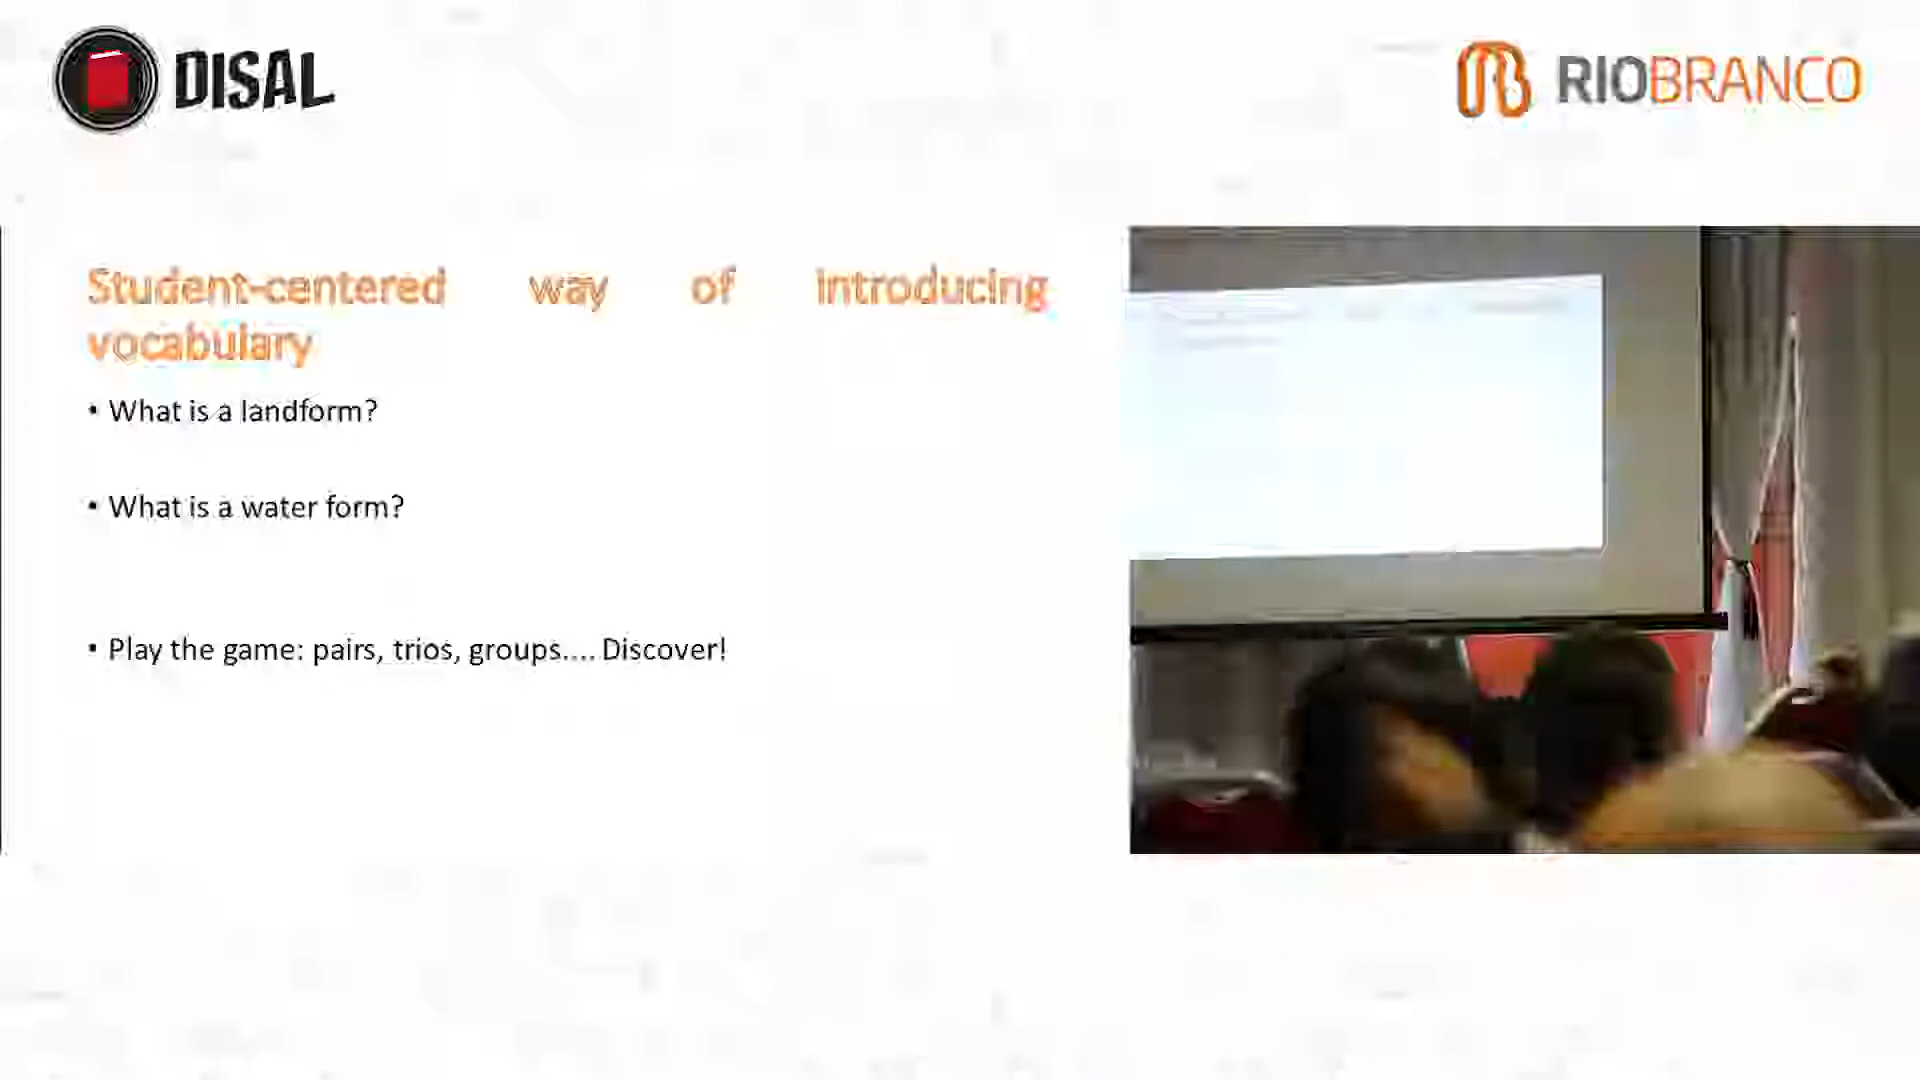 DISAL
RIOBRANCO
Student-centered way of introducing
vocabulary
• What is a landform?
• What is a water form?
• Play the game: pairs, trios, groups.... Discover!